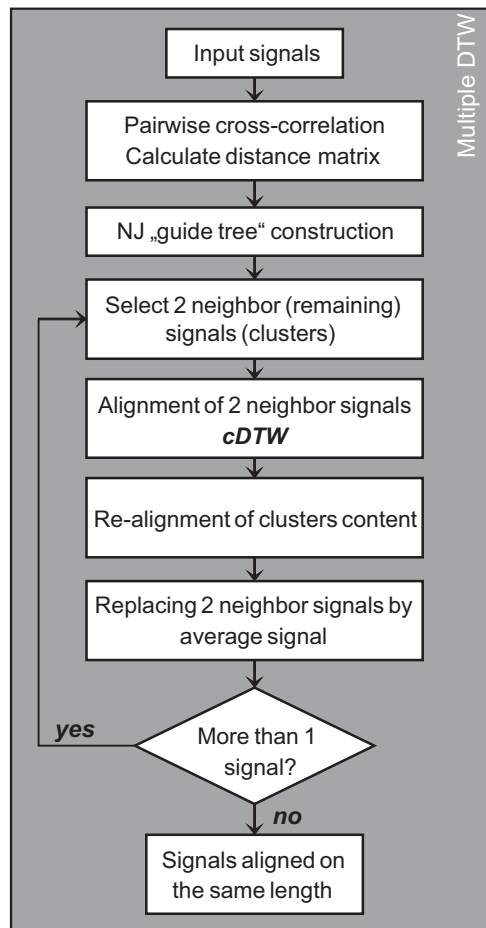 Multiple DTW
Input signals
Pairwise cross-correlation
Calculate distance matrix
NJ „guide tree“ construction
Select 2 neighbor (remaining)
signals (clusters)
Alignment of 2 neighbor signals
cDTW
Re-alignment of clusters content
Replacing 2 neighbor signals by
average signal
More than 1
signal?
yes
no
Signals aligned on
the same length